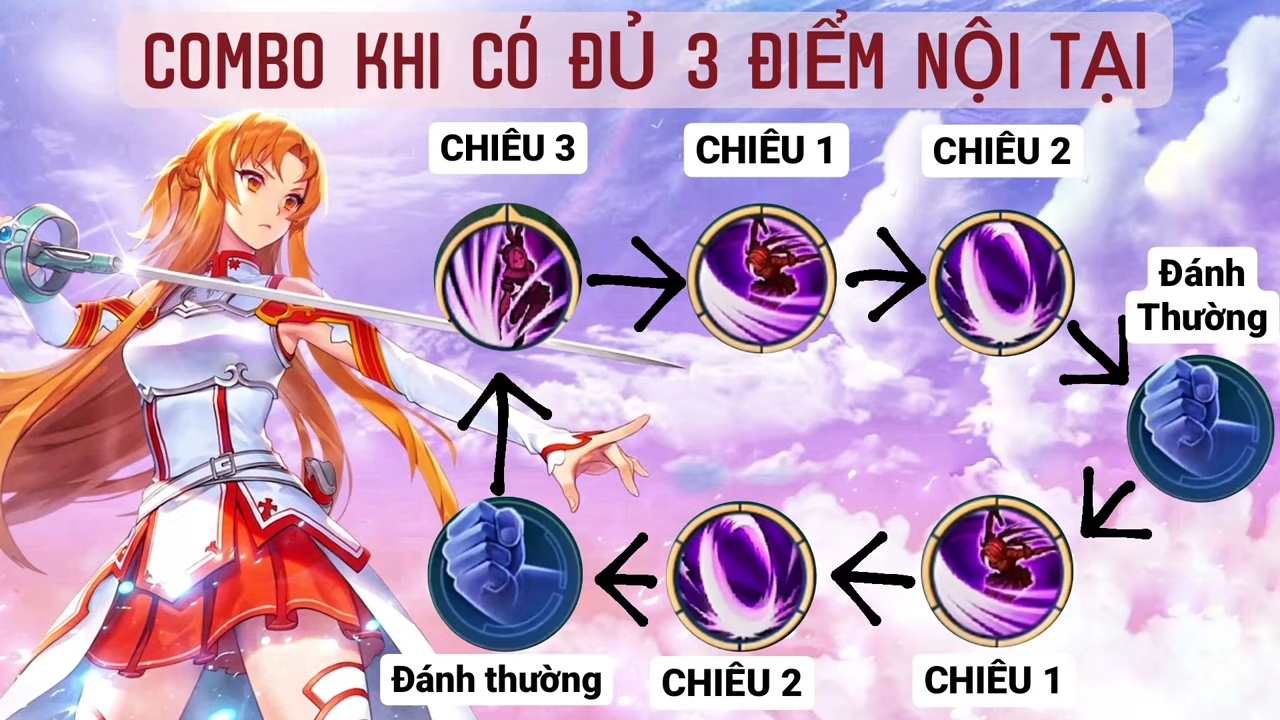 COMBO KHI CÓ ĐỦ 3 ĐIỂM NỘI TẠI
CHIÊU 3
CHIÊU 1
CHIÊU 2
Đánh
Thường
CHIÊU 1
CHIÊU 2
Đánh thường